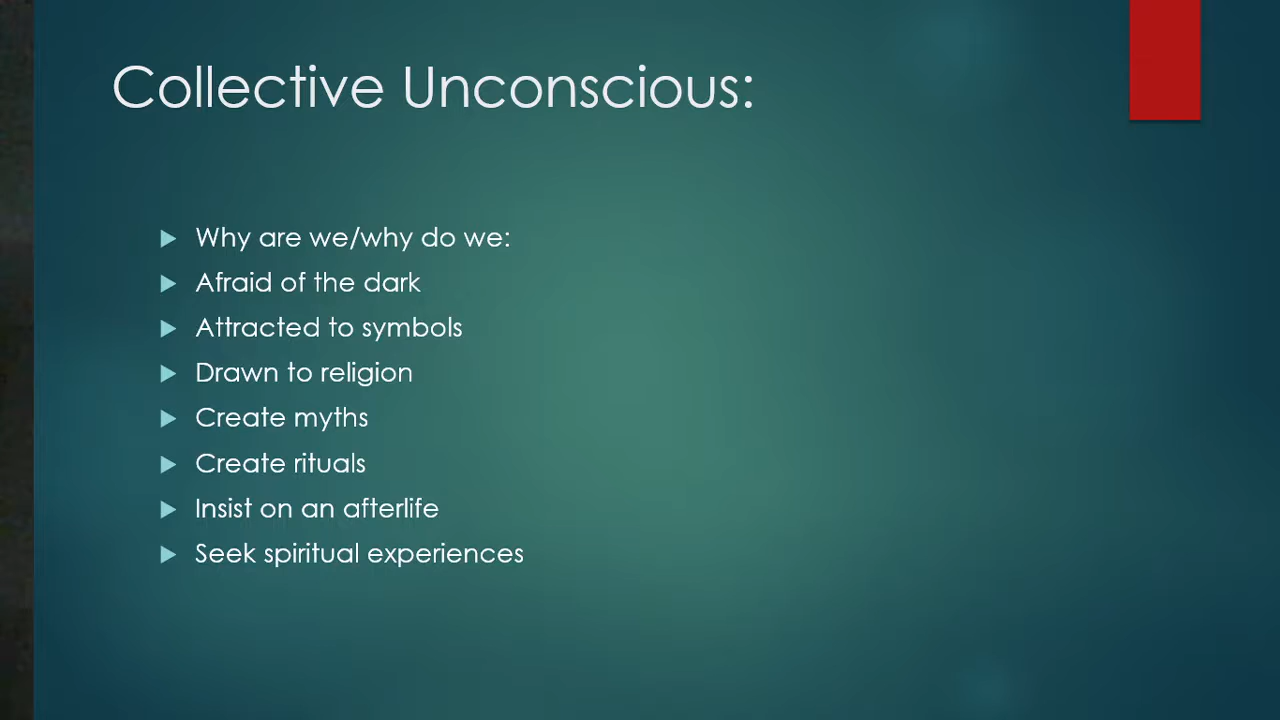 Collective Unconscious:
Why are we/why do we:
Afraid of the dark
Attracted to symbols
Drawn to religion
Create myths
Create rituals
Insist on an afterlife
Seek spiritual experiences